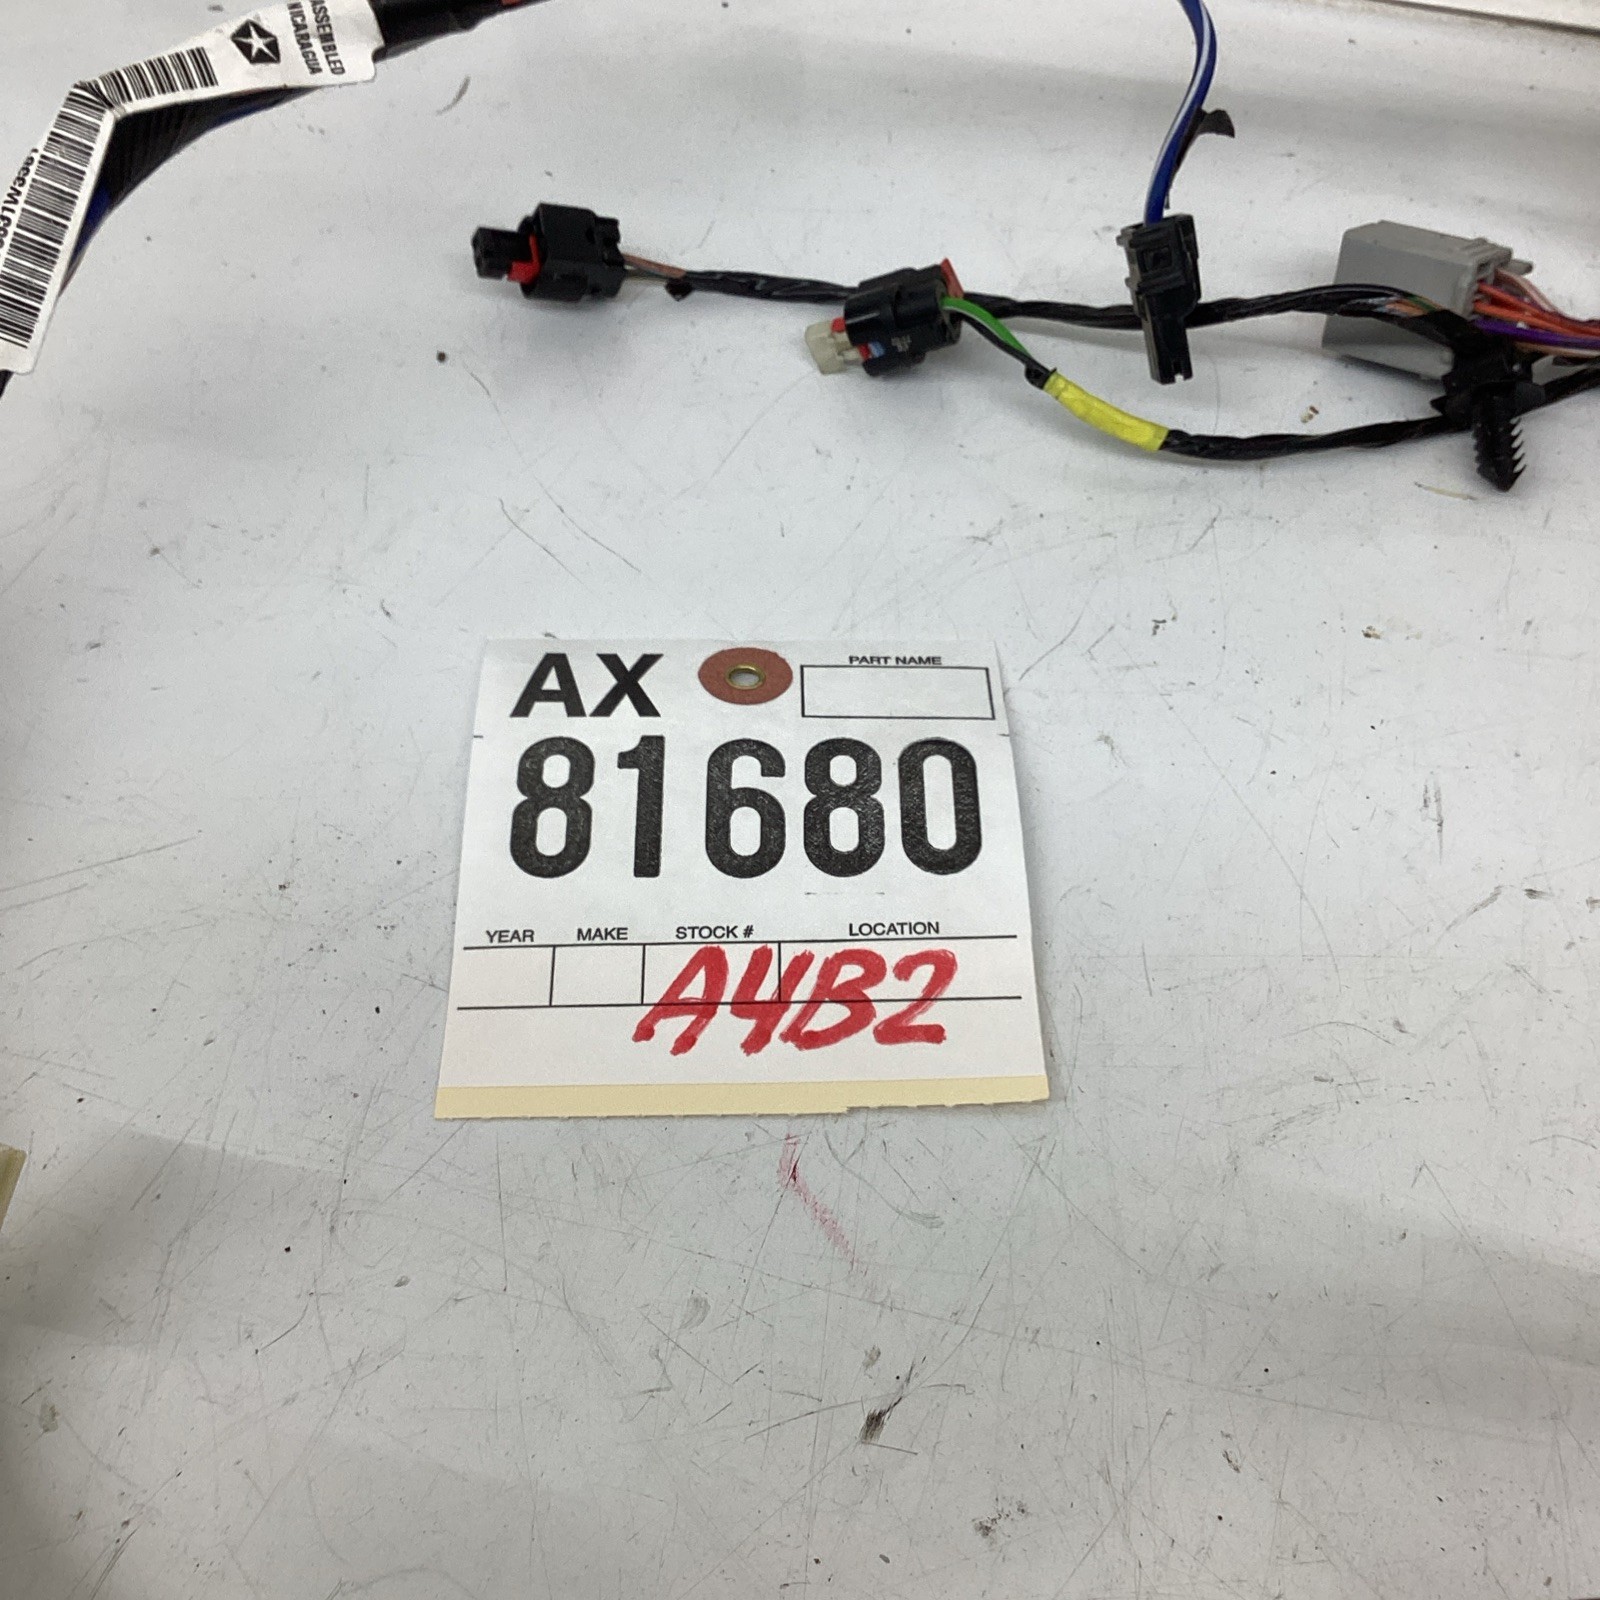 ASSEMBLED
NICARAGUA
AX
PART NAME
81680
YEAR MAKE STOCK # LOCATION
A4B2